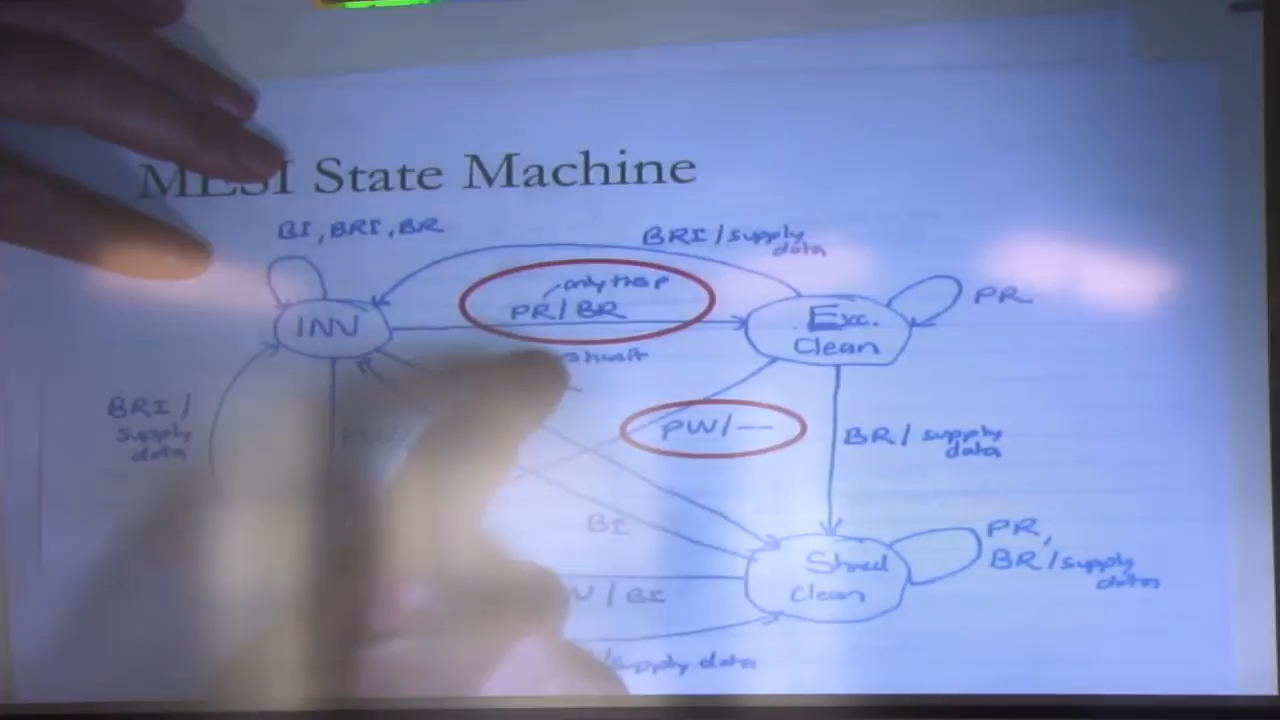 MESI State Machine
BI, BRI, BR
BRI / supply
data
only this P
PR / BR
INV
Exc.
Clean
PR
BRI /
supply
data
PW / —
BR / supply
data
BI
Shred
Clean
PR,
BR / supply
data
/ BI
/supply data